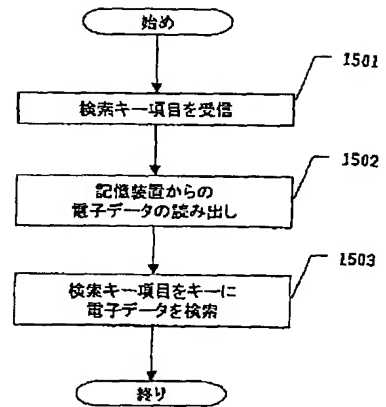 始め
1501
検索キー項目を受信
1502
記憶装置からの
電子データの読み出し
1503
検索キー項目をキーに
電子データを検索
終り